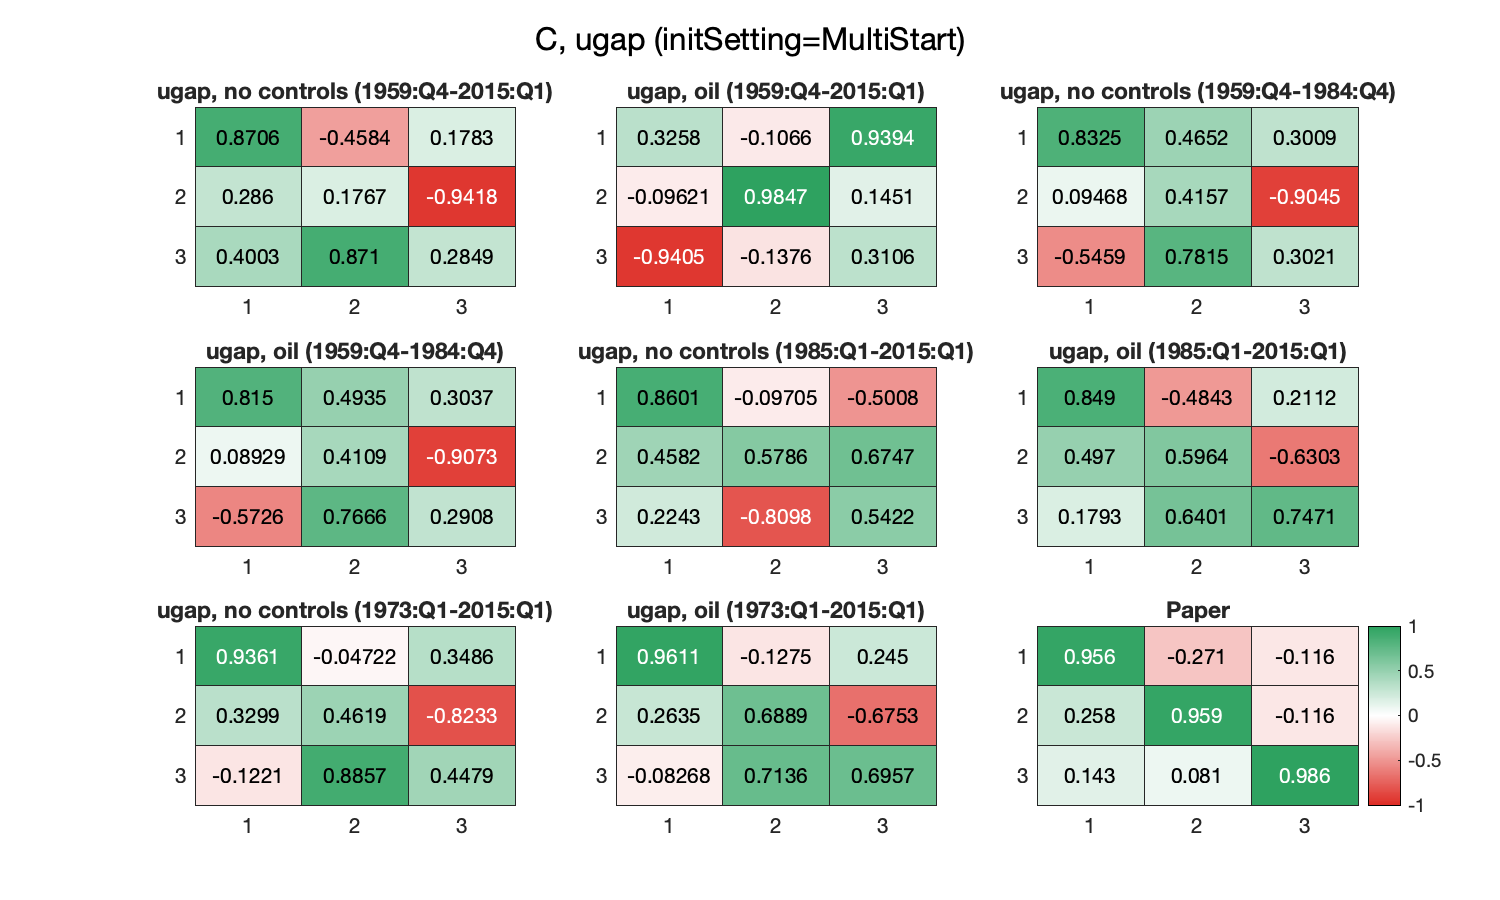 C, ugap (initSetting=MultiStart)
ugap, no controls (1959:Q4-2015:Q1)
1 0.8706 -0.4584 0.1783
2 0.286 0.1767 -0.9418
3 0.4003 0.871 0.2849
1 2 3
ugap, oil (1959:Q4-2015:Q1)
1 0.3258 -0.1066 0.9394
2 -0.09621 0.9847 0.1451
3 -0.9405 -0.1376 0.3106
1 2 3
ugap, no controls (1959:Q4-1984:Q4)
1 0.8325 0.4652 0.3009
2 0.09468 0.4157 -0.9045
3 -0.5459 0.7815 0.3021
1 2 3
ugap, oil (1959:Q4-1984:Q4)
1 0.815 0.4935 0.3037
2 0.08929 0.4109 -0.9073
3 -0.5726 0.7666 0.2908
1 2 3
ugap, no controls (1985:Q1-2015:Q1)
1 0.8601 -0.09705 -0.5008
2 0.4582 0.5786 0.6747
3 0.2243 -0.8098 0.5422
1 2 3
ugap, oil (1985:Q1-2015:Q1)
1 0.849 -0.4843 0.2112
2 0.497 0.5964 -0.6303
3 0.1793 0.6401 0.7471
1 2 3
ugap, no controls (1973:Q1-2015:Q1)
1 0.9361 -0.04722 0.3486
2 0.3299 0.4619 -0.8233
3 -0.1221 0.8857 0.4479
1 2 3
ugap, oil (1973:Q1-2015:Q1)
1 0.9611 -0.1275 0.245
2 0.2635 0.6889 -0.6753
3 -0.08268 0.7136 0.6957
1 2 3
Paper
1 0.956 -0.271 -0.116
2 0.258 0.959 -0.116
3 0.143 0.081 0.986
1 2 3
1
0.5
0
-0.5
-1